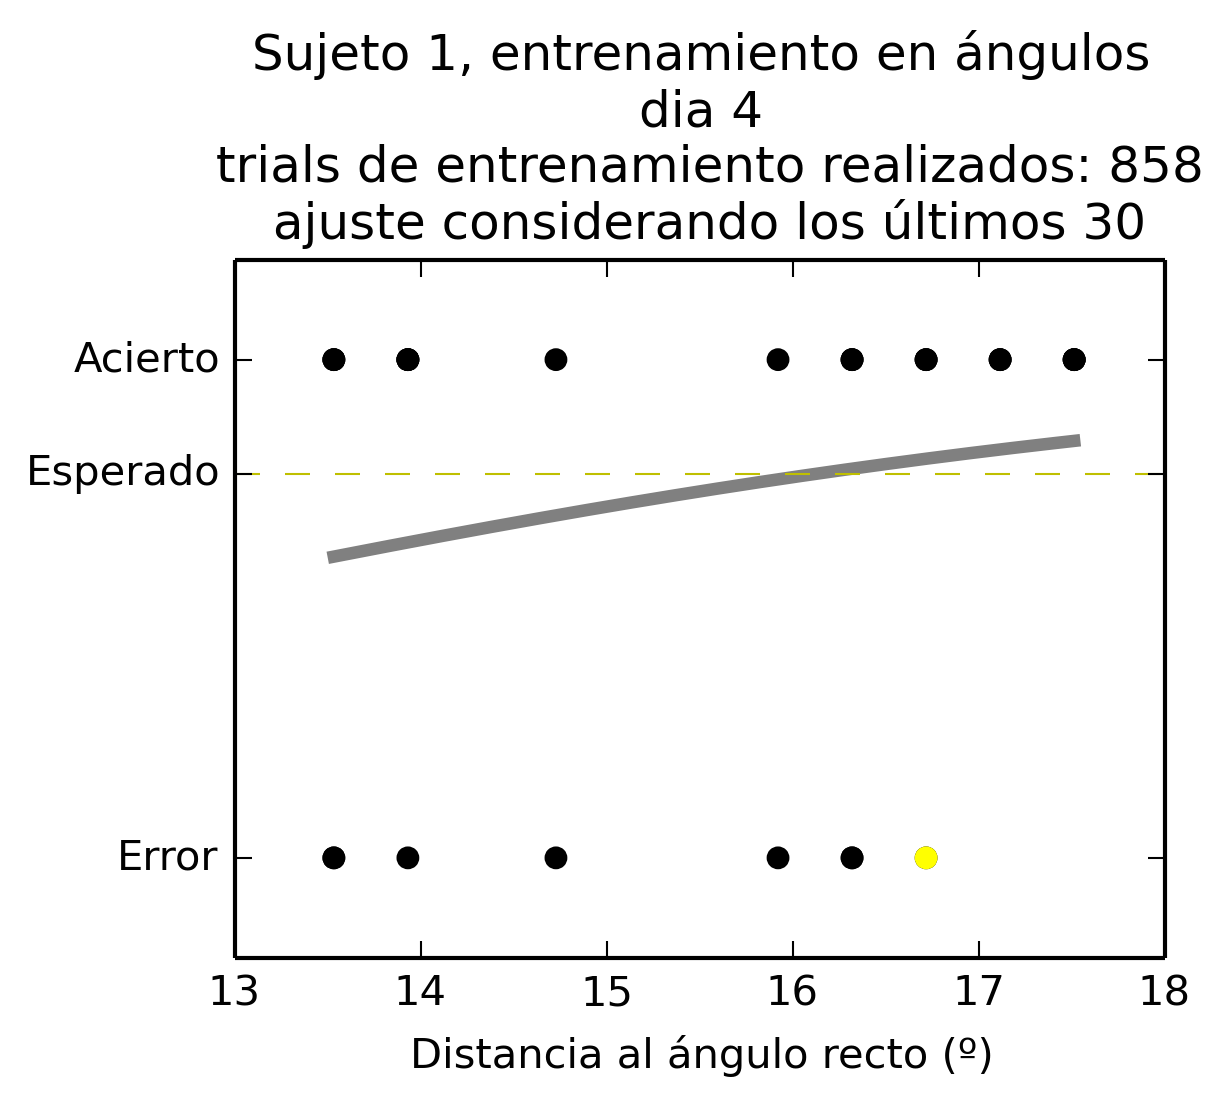 Sujeto 1, entrenamiento en ángulos
dia 4
trials de entrenamiento realizados: 858
ajuste considerando los últimos 30
Acierto
Esperado
Error
13 14 15 16 17 18
Distancia al ángulo recto (º)